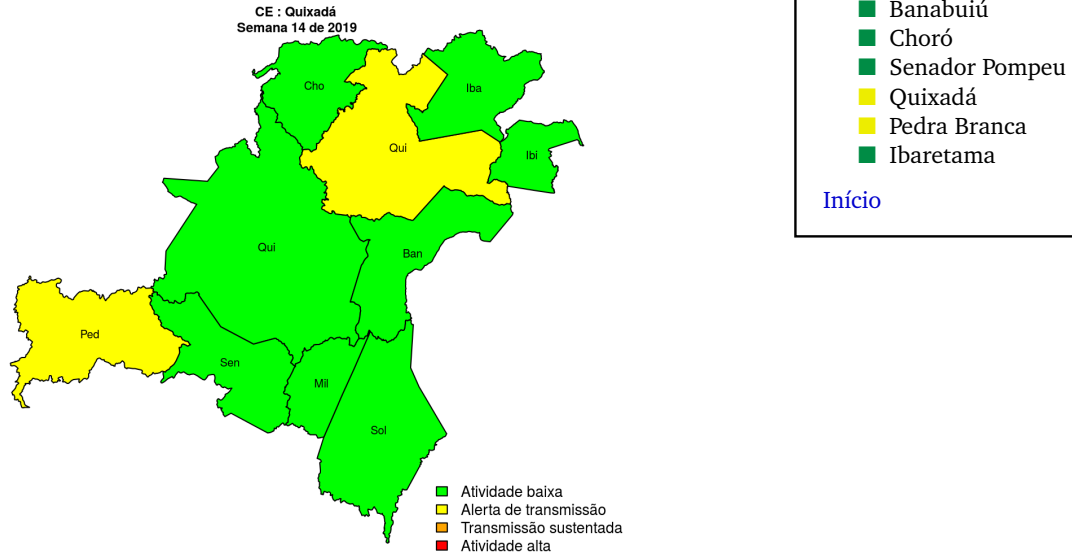 CE : Quixadá
Semana 14 de 2019
Cho
Iba
Qui
Ibi
Qui
Ban
Ped
Sen
Mil
Sol
Atividade baixa
Alerta de transmissão
Transmissão sustentada
Atividade alta
Banabuiú
Choró
Senador Pompeu
Quixadá
Pedra Branca
Ibaretama
Início